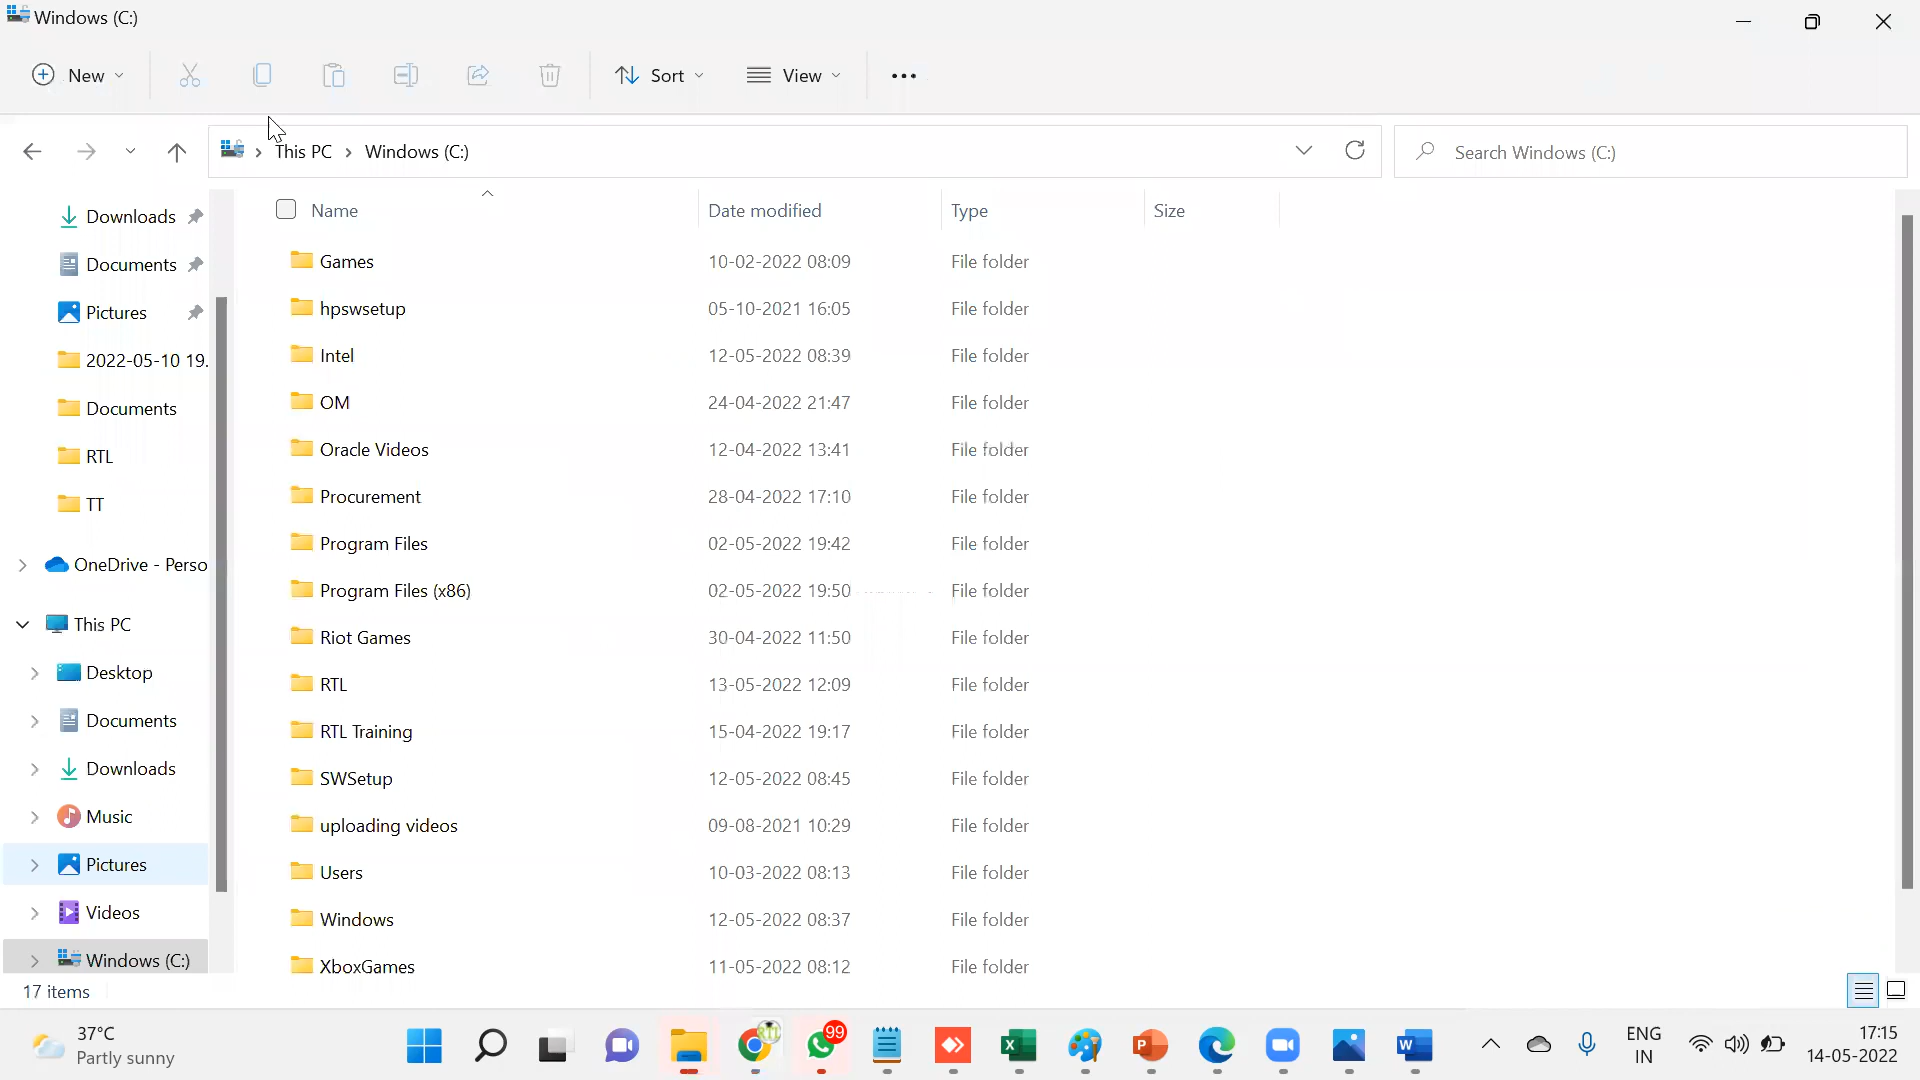 Windows (C:)
New
Sort
View
This PC > Windows (C:)
Search Windows (C:)
Downloads
Documents
Pictures
2022-05-10 19.
Documents
RTL
TT
OneDrive - Perso
This PC
Desktop
Documents
Downloads
Music
Pictures
Videos
Windows (C:)
Name Date modified Type Size
Games 10-02-2022 08:09 File folder
hpswsetup 05-10-2021 16:05 File folder
Intel 12-05-2022 08:39 File folder
OM 24-04-2022 21:47 File folder
Oracle Videos 12-04-2022 13:41 File folder
Procurement 28-04-2022 17:10 File folder
Program Files 02-05-2022 19:42 File folder
Program Files (x86) 02-05-2022 19:50 File folder
Riot Games 30-04-2022 11:50 File folder
RTL 13-05-2022 12:09 File folder
RTL Training 15-04-2022 19:17 File folder
SWSetup 12-05-2022 08:45 File folder
uploading videos 09-08-2021 10:29 File folder
Users 10-03-2022 08:13 File folder
Windows 12-05-2022 08:37 File folder
XboxGames 11-05-2022 08:12 File folder
17 items
37°C
Partly sunny
99
ENG
IN
17:15
14-05-2022